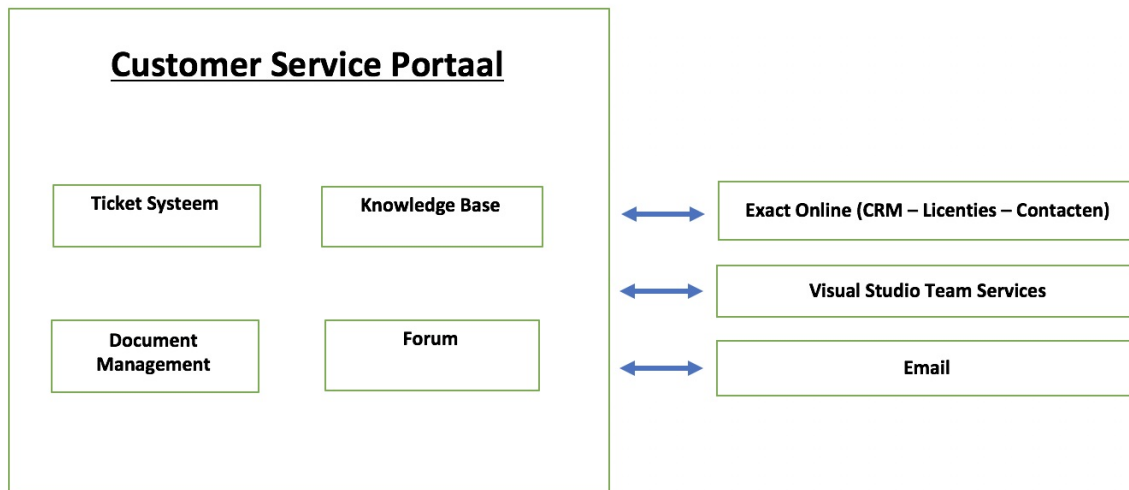 Customer Service Portaal
Ticket Systeem
Knowledge Base
Exact Online (CRM – Licenties – Contacten)
Visual Studio Team Services
Document
Management
Forum
Email